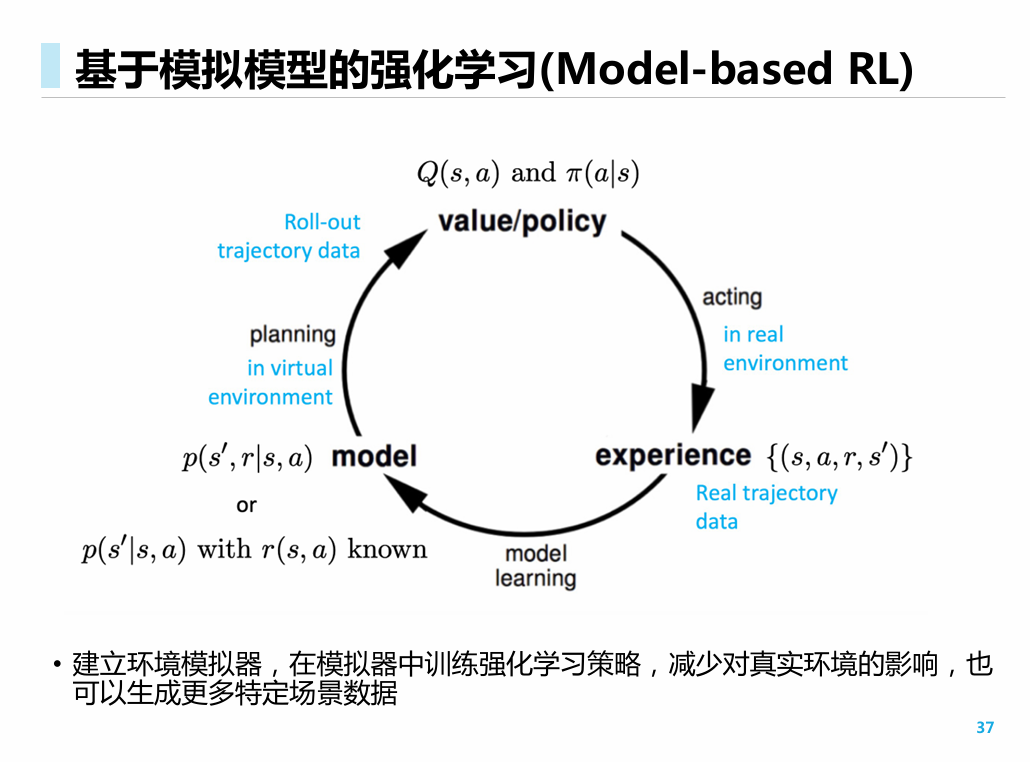 基于模拟模型的强化学习(Model-based RL)
Q(s, a) and π(a|s)
value/policy
Roll-out
trajectory data
acting
in real
environment
planning
in virtual
environment
p(s′, r|s, a) model
experience {(s, a, r, s′)}
Real trajectory
data
or
p(s′|s, a) with r(s, a) known
model
learning
• 建立环境模拟器，在模拟器中训练强化学习策略，减少对真实环境的影响，也
可以生成更多特定场景数据
37